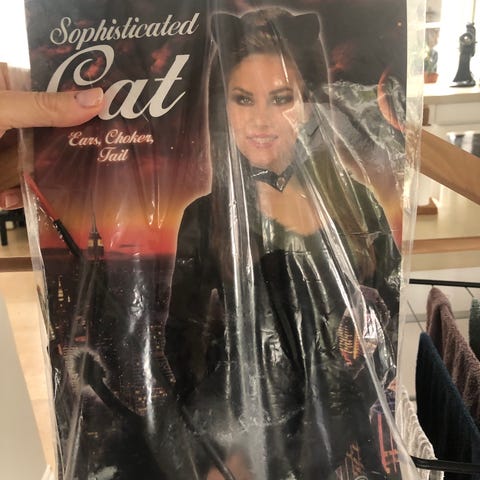 Sophisticated
Cat
Ears, Choker,
Tail